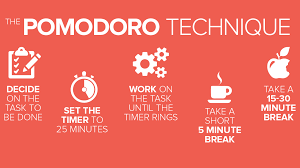 THE POMODORO TECHNIQUE
DECIDE
ON THE
TASK TO
BE DONE
SET THE
TIMER TO
25 MINUTES
WORK ON
THE TASK
UNTIL THE
TIMER RINGS
TAKE A
SHORT
5 MINUTE
BREAK
TAKE A
15-30
MINUTE
BREAK